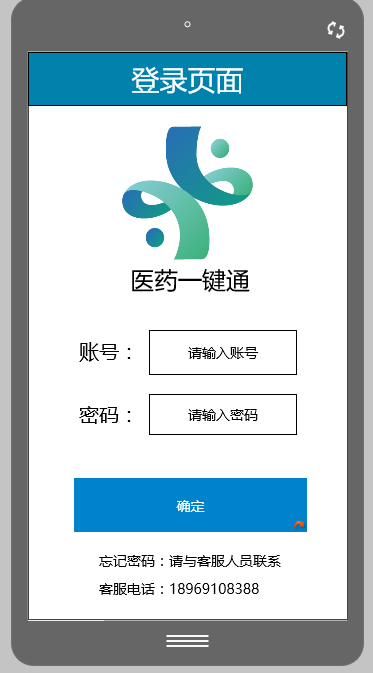 登录页面
医药一键通
账号： 请输入账号
密码： 请输入密码
确定
忘记密码：请与客服人员联系
客服电话：18969108388